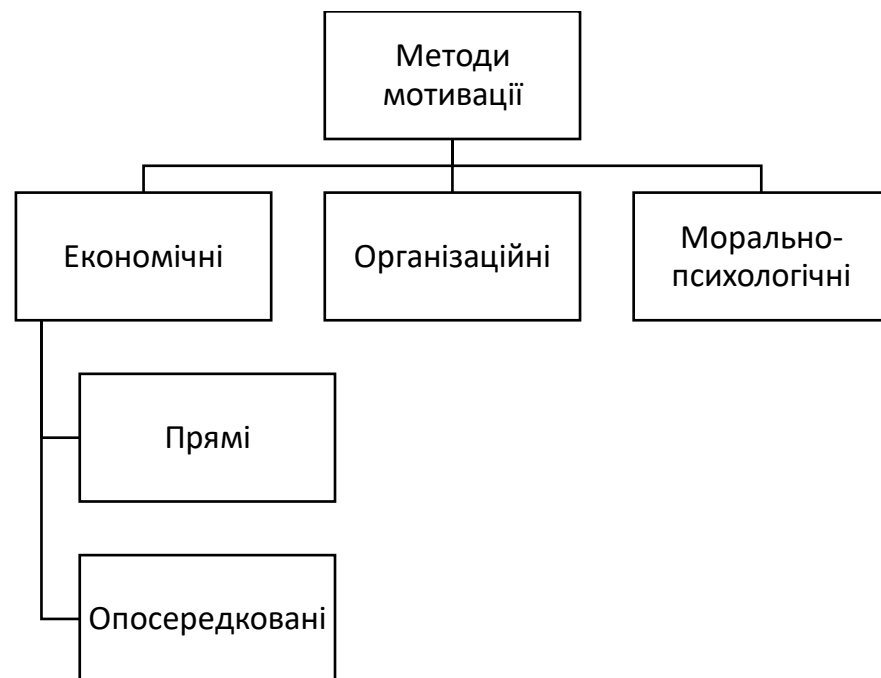 Методи
мотивації
Економічні
Організаційні
Морально-
психологічні
Прямі
Опосередковані